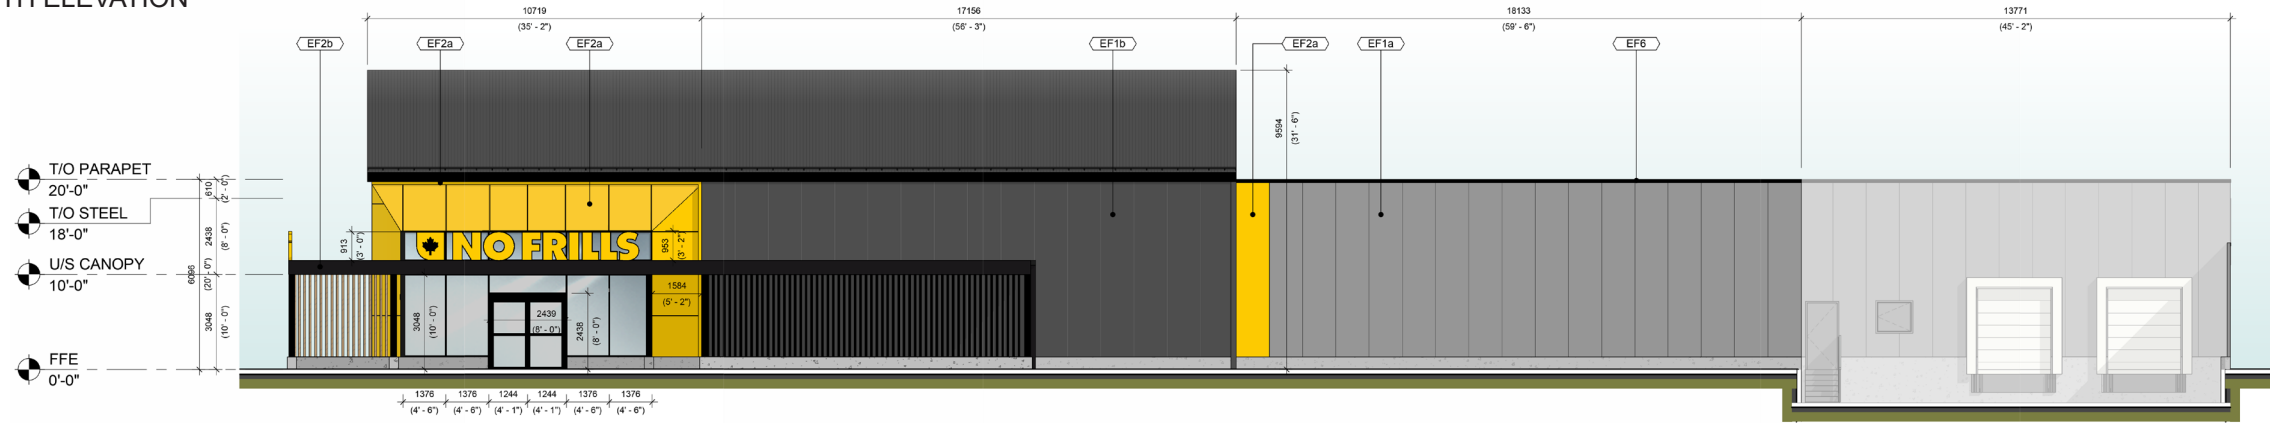 TH ELEVATION
10719
(35' - 2")
17156
(56' - 3")
18133
(59' - 6")
13771
(45' - 2")
EF2b
EF2a
EF2a
EF1b
EF2a
EF1a
EF6
9594
(31' - 6")
T/O PARAPET
20'-0"
T/O STEEL
18'-0"
U/S CANOPY
10'-0"
FFE
0'-0"
610
(2' - 0")
2438
(8' - 0")
6096
(20' - 0")
3048
(10' - 0")
913
(3' - 0")
NO FRILLS
953
(3' - 2")
1584
(5' - 2")
3048
(10' - 0")
2439
(8' - 0")
2438
(8' - 0")
1376
(4' - 6")
1376
(4' - 6")
1244
(4' - 1")
1244
(4' - 1")
1376
(4' - 6")
1376
(4' - 6")